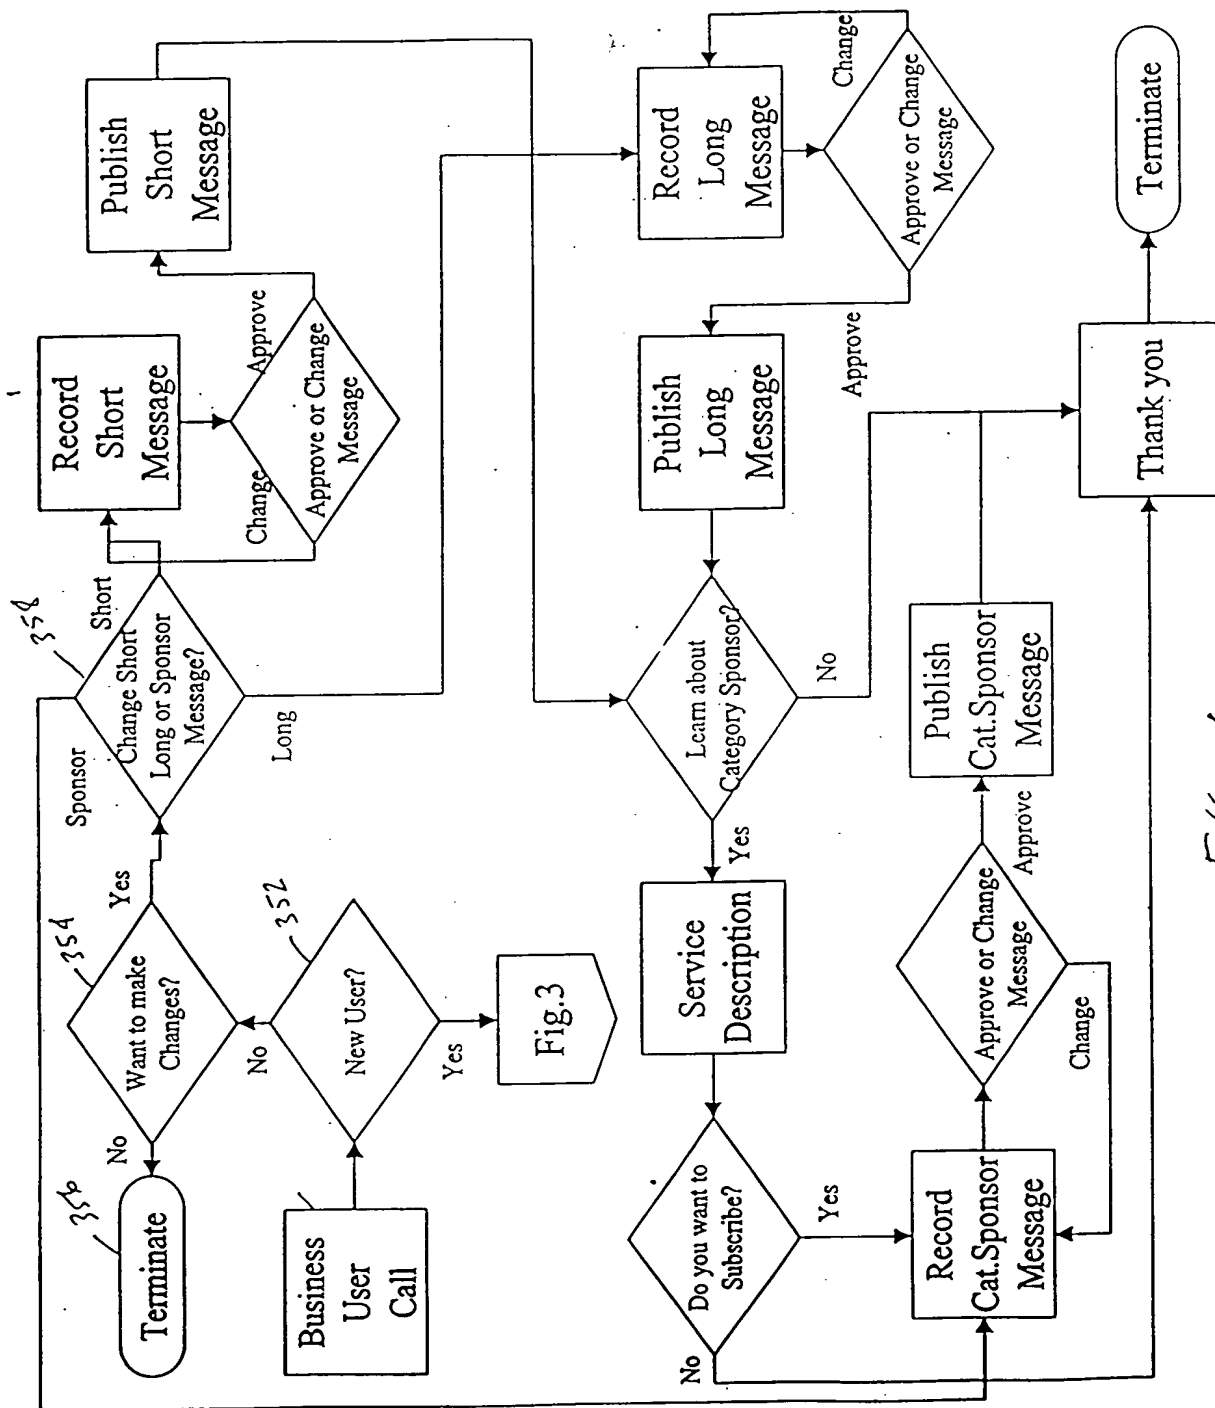 356
Terminate
No
354
Want to make
Changes?
Yes
Sponsor
358
Change Short
Long or Sponsor
Message?
Short
Long
Record
Short
Message
Change
Approve
Approve or Change
Message
Publish
Short
Message
Business
User
Call
352
New User?
No
Yes
Fig.3
Do you want to
Subscribe?
No
Yes
Service
Description
Yes
Learn about
Category Sponsor?
No
Publish
Long
Message
Approve
Record
Long
Message
Change
Approve or Change
Message
Record
Cat.Sponsor
Message
Approve or Change
Message
Change
Approve
Publish
Cat.Sponsor
Message
Thank you
Terminate